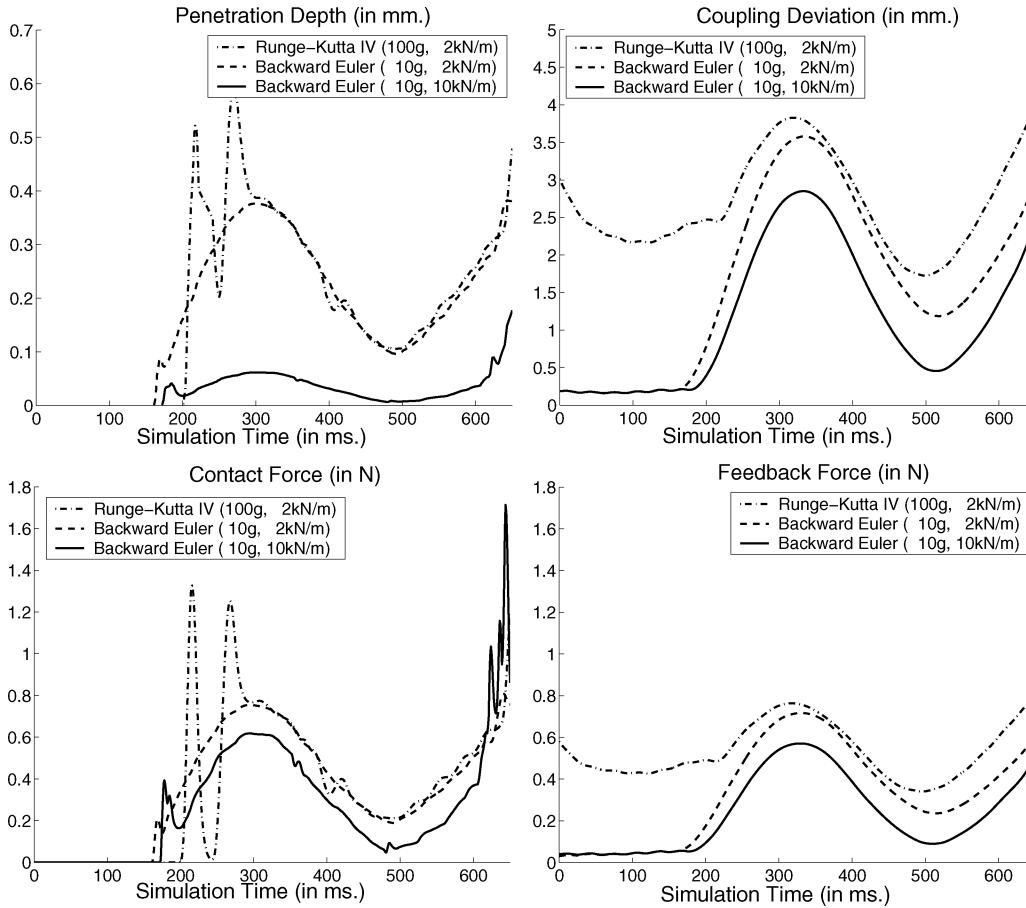 Penetration Depth (in mm.)
0.7
0.6
0.5
0.4
0.3
0.2
0.1
0
Runge-Kutta IV (100g, 2kN/m)
Backward Euler ( 10g, 2kN/m)
Backward Euler ( 10g, 10kN/m)
0 100 200 300 400 500 600
Simulation Time (in ms.)
Coupling Deviation (in mm.)
5
4.5
4
3.5
3
2.5
2
1.5
1
0.5
0
Runge-Kutta IV (100g, 2kN/m)
Backward Euler ( 10g, 2kN/m)
Backward Euler ( 10g, 10kN/m)
0 100 200 300 400 500 600
Simulation Time (in ms.)
Contact Force (in N)
1.8
1.6
1.4
1.2
1
0.8
0.6
0.4
0.2
0
Runge-Kutta IV (100g, 2kN/m)
Backward Euler ( 10g, 2kN/m)
Backward Euler ( 10g, 10kN/m)
0 100 200 300 400 500 600
Simulation Time (in ms.)
Feedback Force (in N)
1.8
1.6
1.4
1.2
1
0.8
0.6
0.4
0.2
0
Runge-Kutta IV (100g, 2kN/m)
Backward Euler ( 10g, 2kN/m)
Backward Euler ( 10g, 10kN/m)
0 100 200 300 400 500 600
Simulation Time (in ms.)